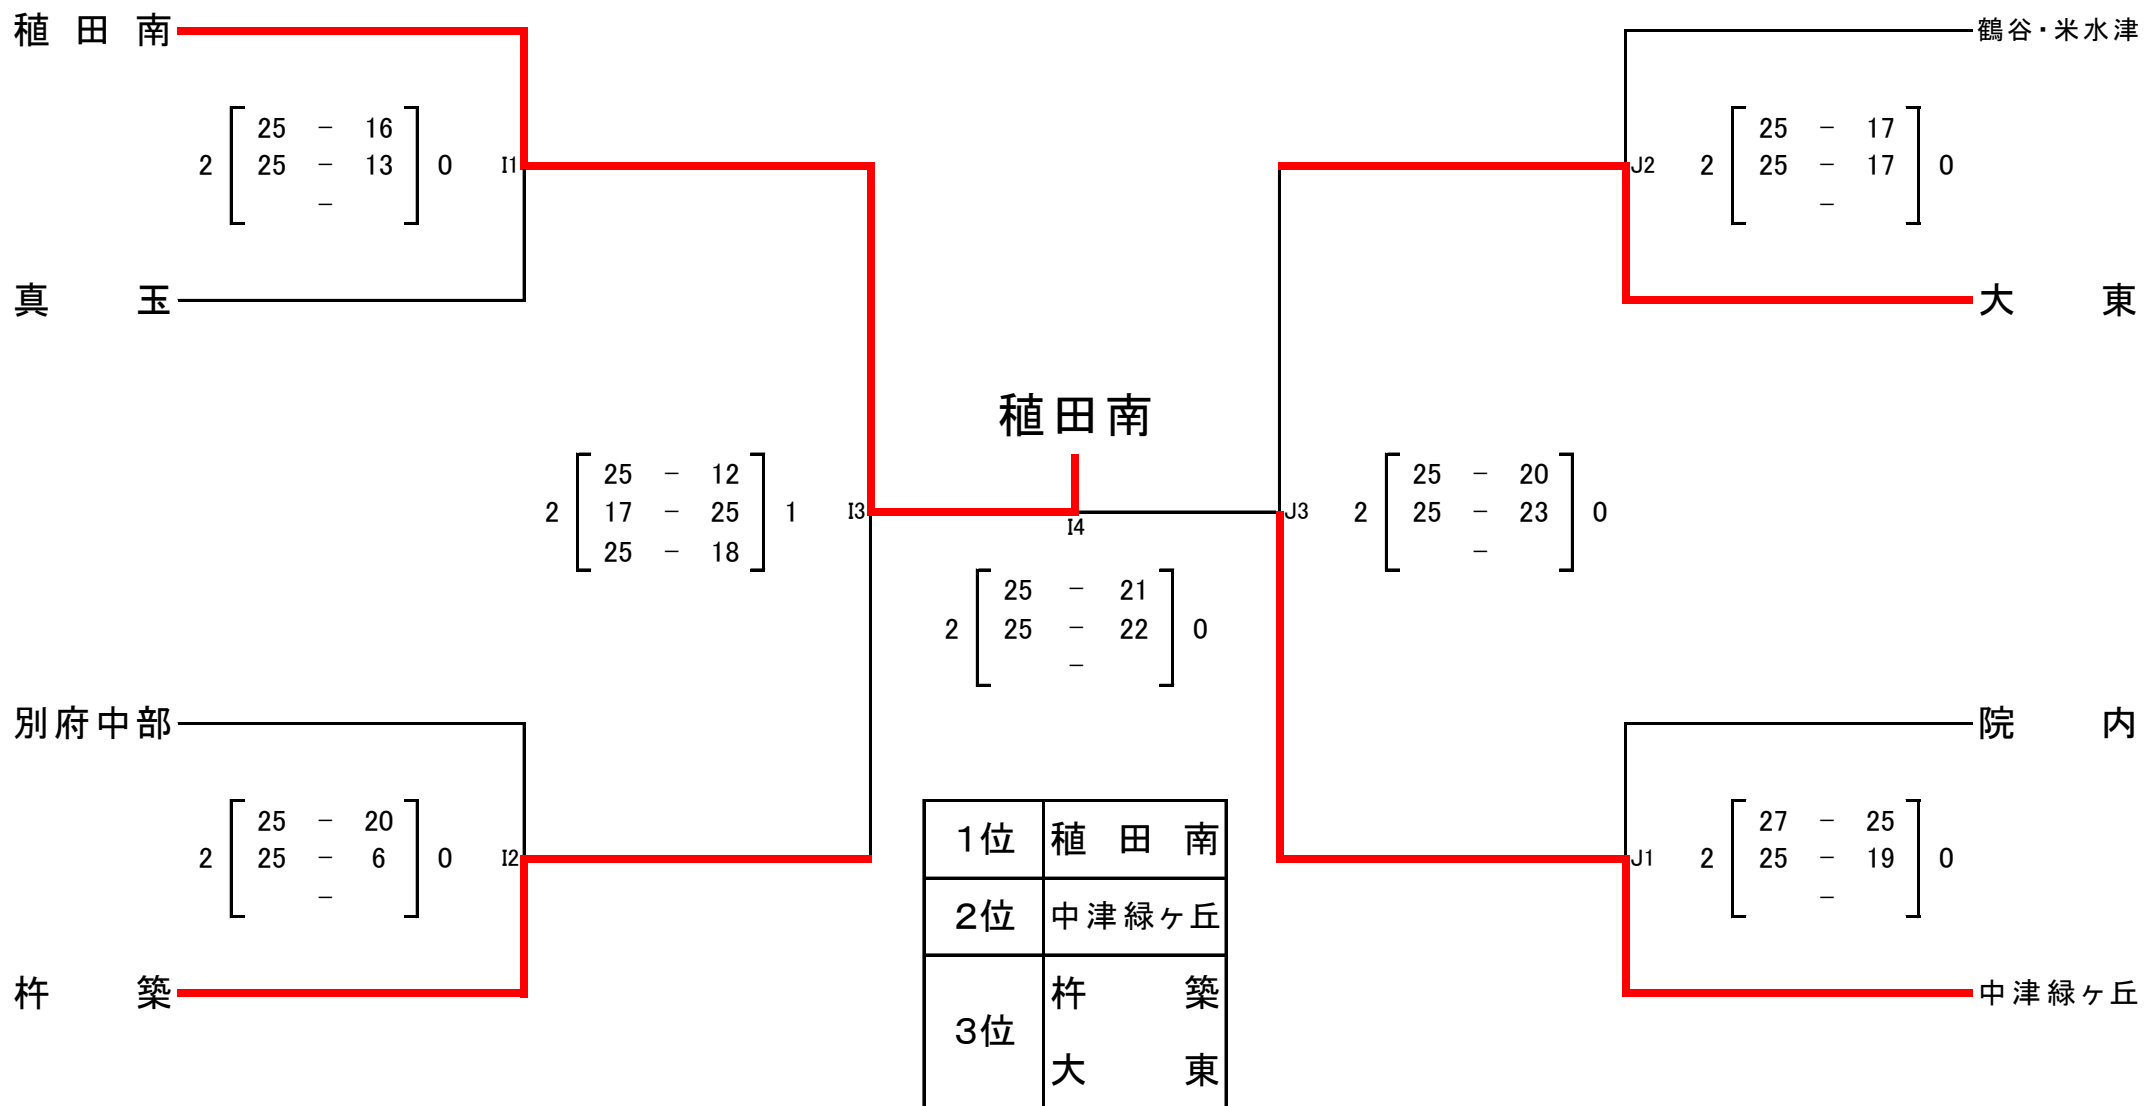 稙田南 鶴谷・米水津
25 － 16 25 － 17
2 25 － 13 0 I1 J2 2 25 － 17 0
－ －
真玉 大東
稙田南
25 － 12 25 － 20
2 17 － 25 1 I3 J3 2 25 － 23 0
25 － 18 －
I4
25 － 21
2 25 － 22 0
－
別府中部 院内
25 － 20 27 － 25
2 25 － 6 0 I2 J1 2 25 － 19 0
－ －
杵築 中津緑ヶ丘
1位 稙田南
2位 中津緑ヶ丘
3位 杵築
大東